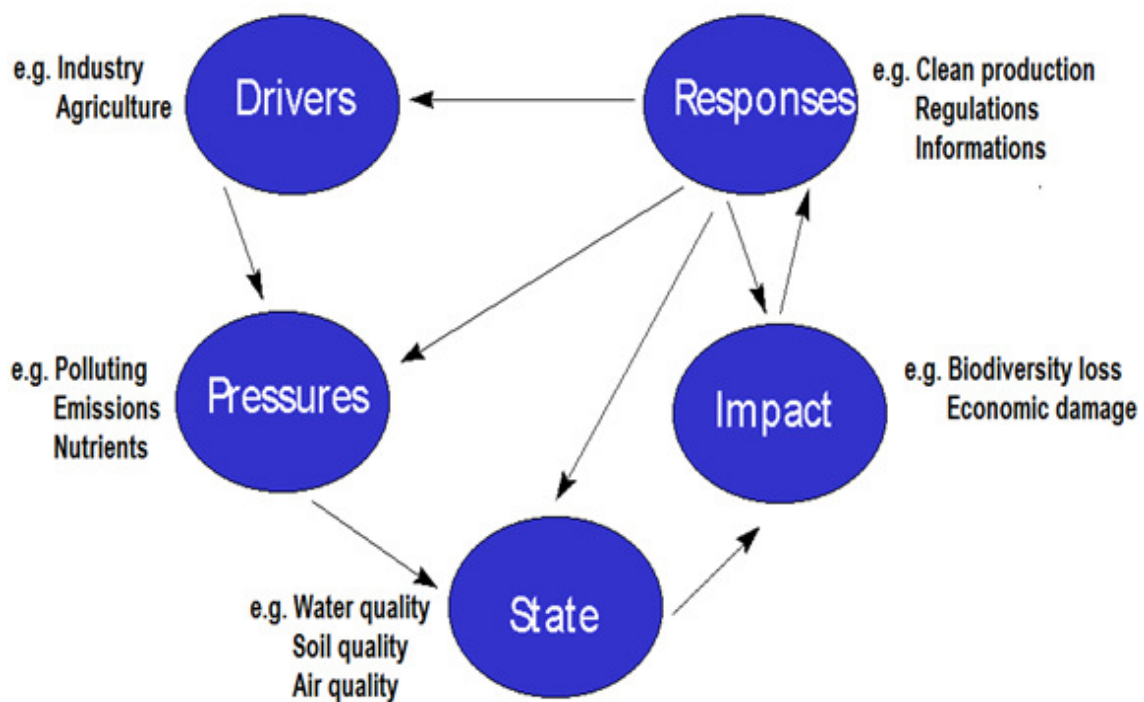 e.g. Industry
Agriculture
Drivers
Responses
e.g. Clean production
Regulations
Informations
e.g. Polluting
Emissions
Nutrients
Pressures
Impact
e.g. Biodiversity loss
Economic damage
e.g. Water quality
Soil quality
Air quality
State